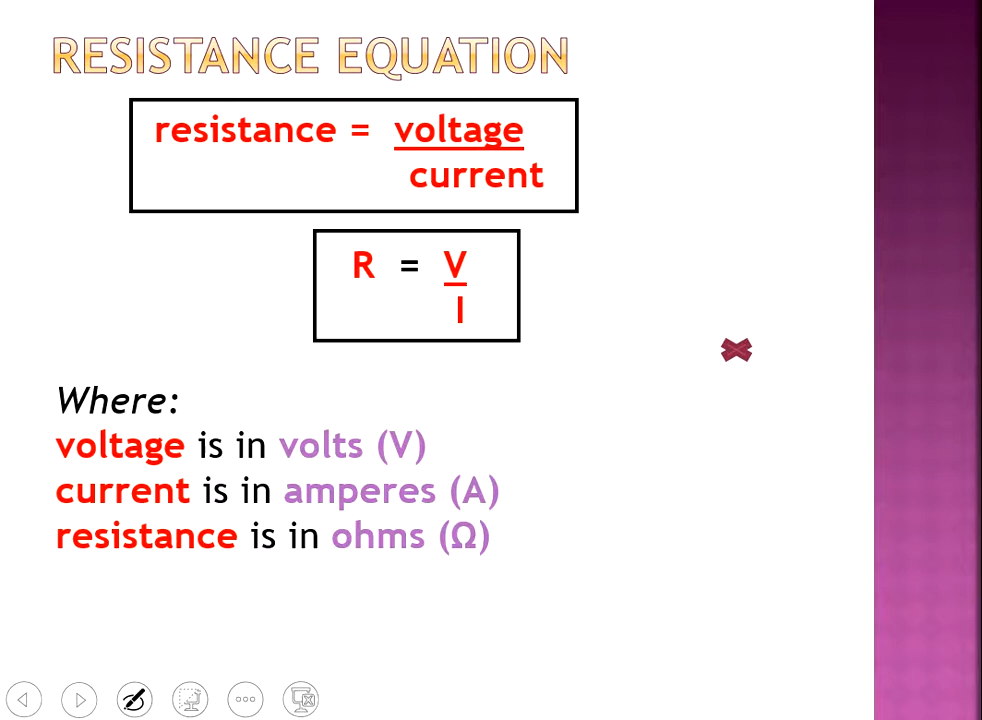 RESISTANCE EQUATION
resistance = voltage
current
R = V
I
Where:
voltage is in volts (V)
current is in amperes (A)
resistance is in ohms (Ω)